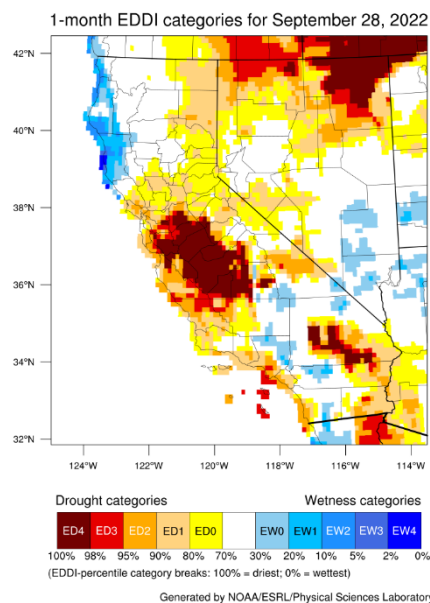 1-month EDDI categories for September 28, 2022
42°N
40°N
38°N
36°N
34°N
32°N
124°W 122°W 120°W 118°W 116°W 114°W
Drought categories Wetness categories
ED4 ED3 ED2 ED1 ED0 EW0 EW1 EW2 EW3 EW4
100% 98% 95% 90% 80% 70% 30% 20% 10% 5% 2% 0%
(EDDI-percentile category breaks: 100% = driest; 0% = wettest)
Generated by NOAA/ESRL/Physical Sciences Laboratory